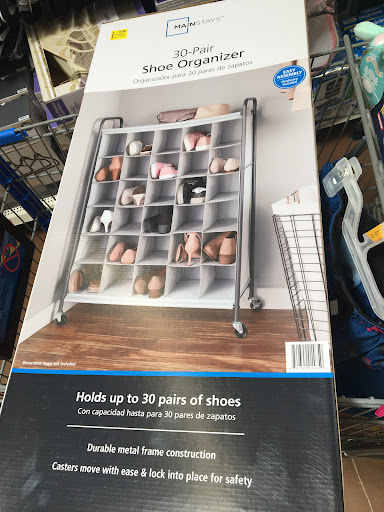 MAINSTAYS
30-Pair
Shoe Organizer
Organizador para 30 pares de zapatos
EASY
ASSEMBLY
Decorative items not included
Holds up to 30 pairs of shoes
Con capacidad hasta para 30 pares de zapatos
Durable metal frame construction
Casters move with ease & lock into place for safety